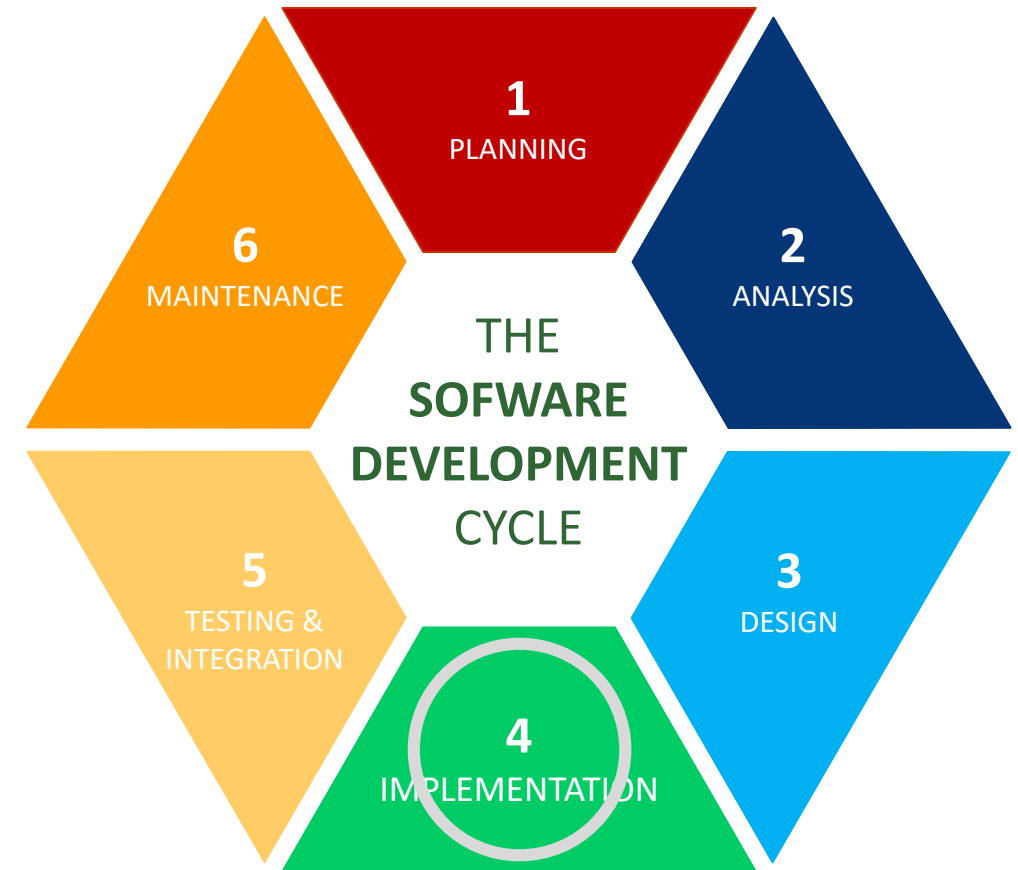 THE
SOFWARE
DEVELOPMENT
CYCLE
1
PLANNING
2
ANALYSIS
3
DESIGN
4
IMPLEMENTATION
5
TESTING &
INTEGRATION
6
MAINTENANCE